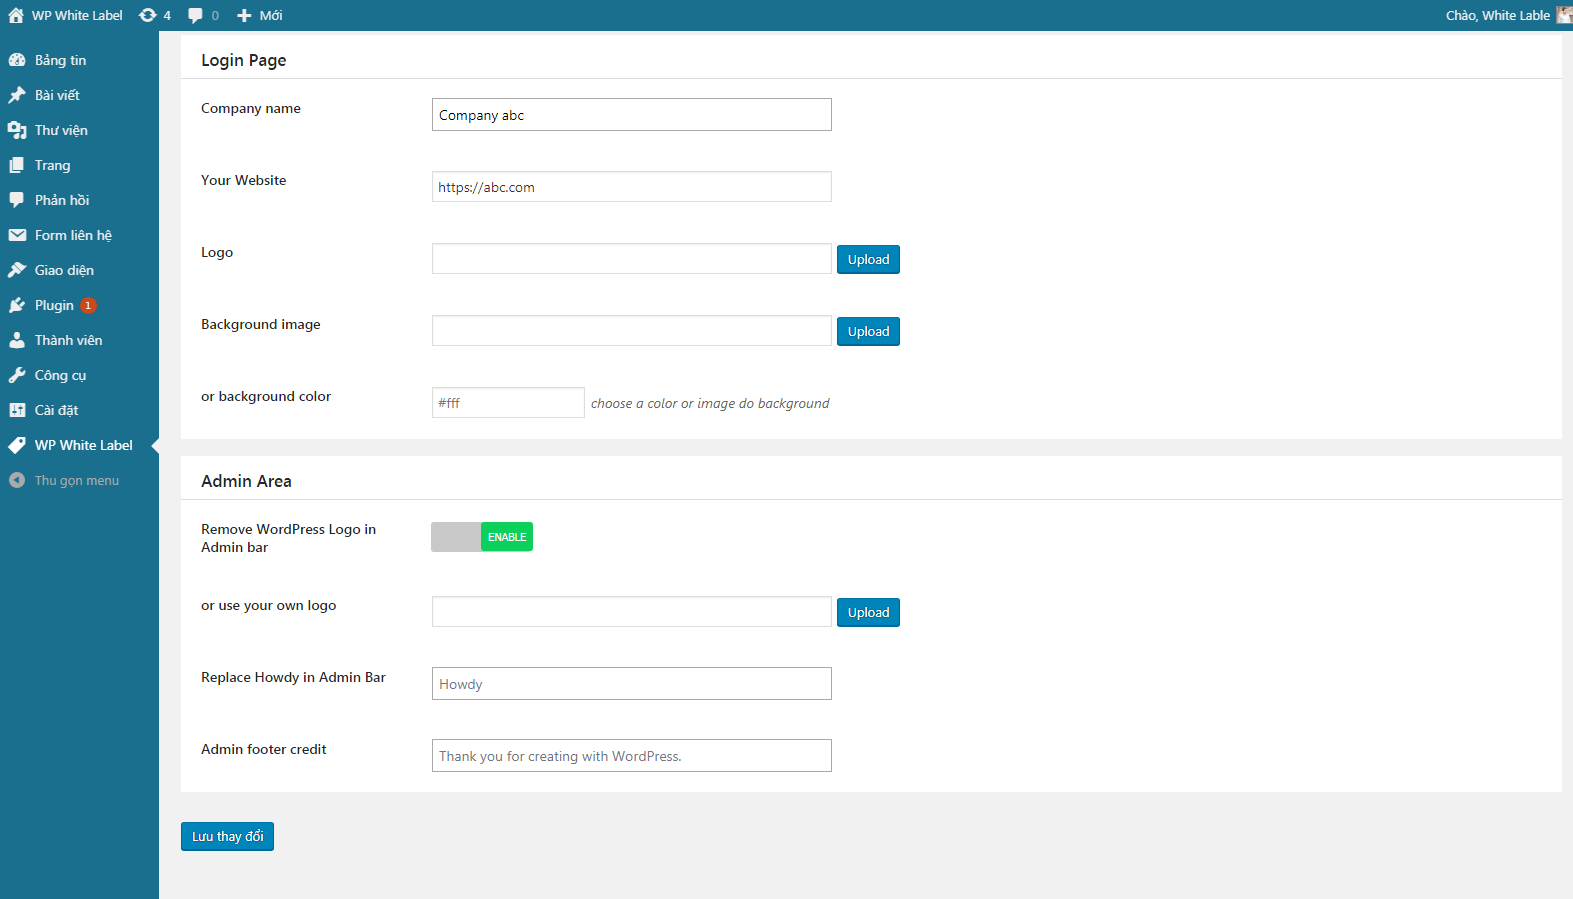 WP White Label 4 0 Mới
Chào, White Lable
Bảng tin
Bài viết
Thư viện
Trang
Phản hồi
Form liên hệ
Giao diện
Plugin 1
Thành viên
Công cụ
Cài đặt
WP White Label
Thu gọn menu
Login Page
Company name
Company abc
Your Website
https://abc.com
Logo
Upload
Background image
Upload
or background color
#fff choose a color or image do background
Admin Area
Remove WordPress Logo in
Admin bar
ENABLE
or use your own logo
Upload
Replace Howdy in Admin Bar
Howdy
Admin footer credit
Thank you for creating with WordPress.
Lưu thay đổi